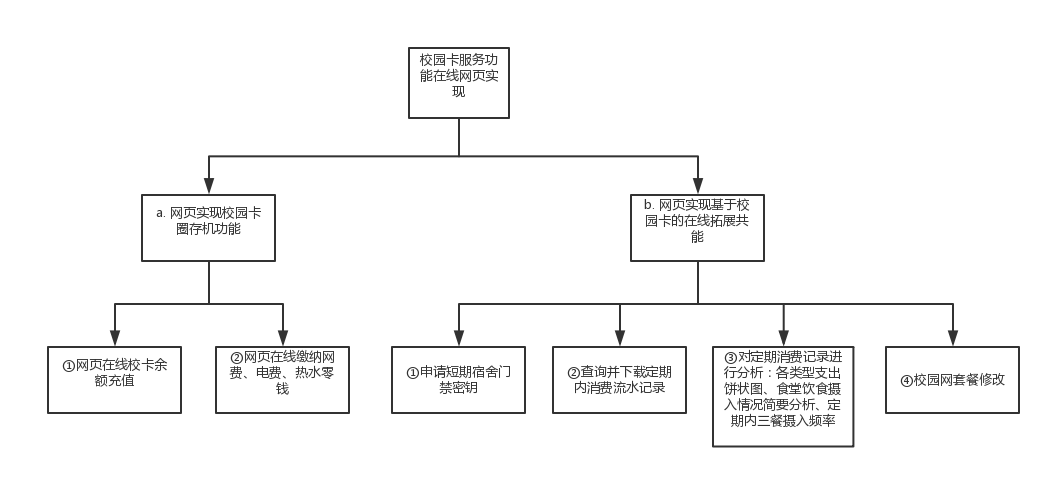 校园卡服务功
能在线网页实
现
a. 网页实现校园卡
圈存机功能
b. 网页实现基于校
园卡的在线拓展共
能
①网页在线校卡余
额充值
②网页在线缴纳网
费、电费、热水零
钱
①申请短期宿舍门
禁密钥
②查询并下载定期
内消费流水记录
③对定期消费记录进
行分析：各类型支出
饼状图、食堂饮食摄
入情况简要分析、定
期内三餐摄入频率
④校园网套餐修改